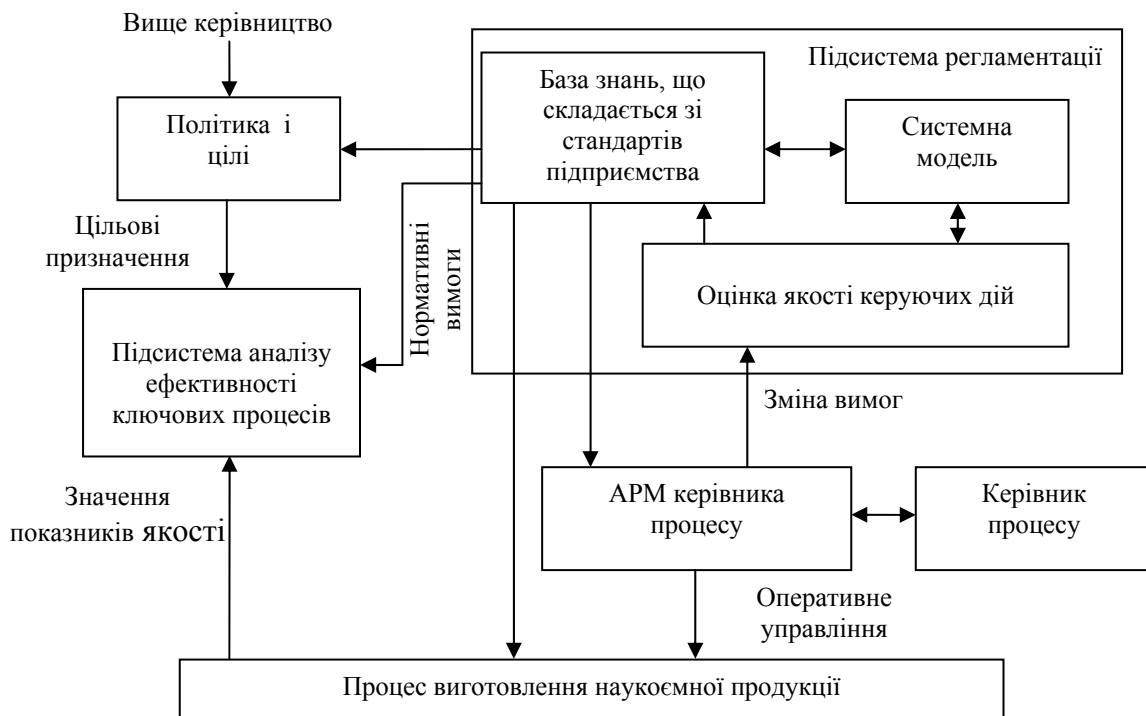 Вище керівництво
Підсистема регламентації
База знань, що
складається зі
стандартів
підприємства
Політика і
цілі
Системна
модель
Цільові
призначення
Нормативні
вимоги
Оцінка якості керуючих дій
Підсистема аналізу
ефективності
ключових процесів
Зміна вимог
Значення
показників якості
АРМ керівника
процесу
Керівник
процесу
Оперативне
управління
Процес виготовлення наукоємної продукції